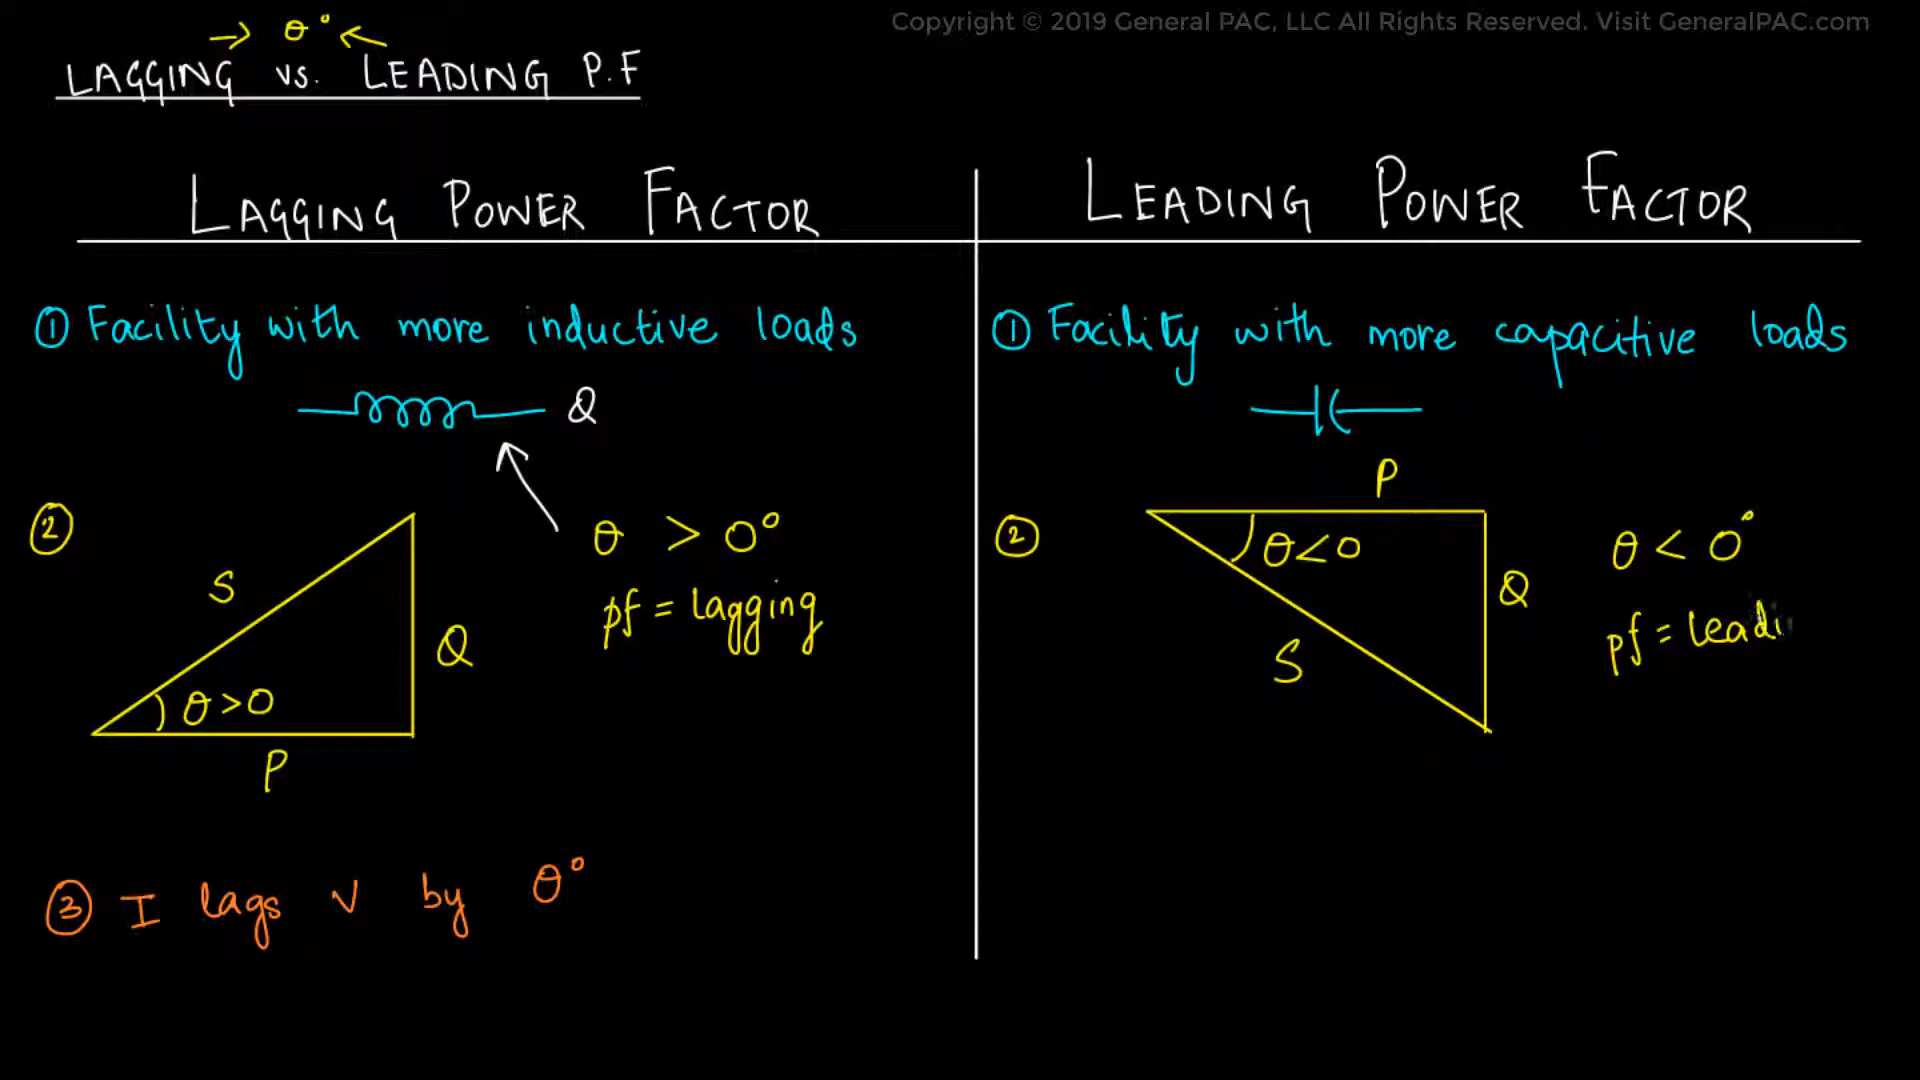 Copyright © 2019 General PAC, LLC All Rights Reserved. Visit GeneralPAC.com
→ θ° ←
LAGGING vs. LEADING P.F
LAGGING POWER FACTOR
① Facility with more inductive loads
Q
②
S
Q
θ>0
P
θ > 0°
pf = lagging
③ I lags V by θ°
LEADING POWER FACTOR
① Facility with more capacitive loads
P
②
θ<0
Q
S
θ < 0°
pf = leadi